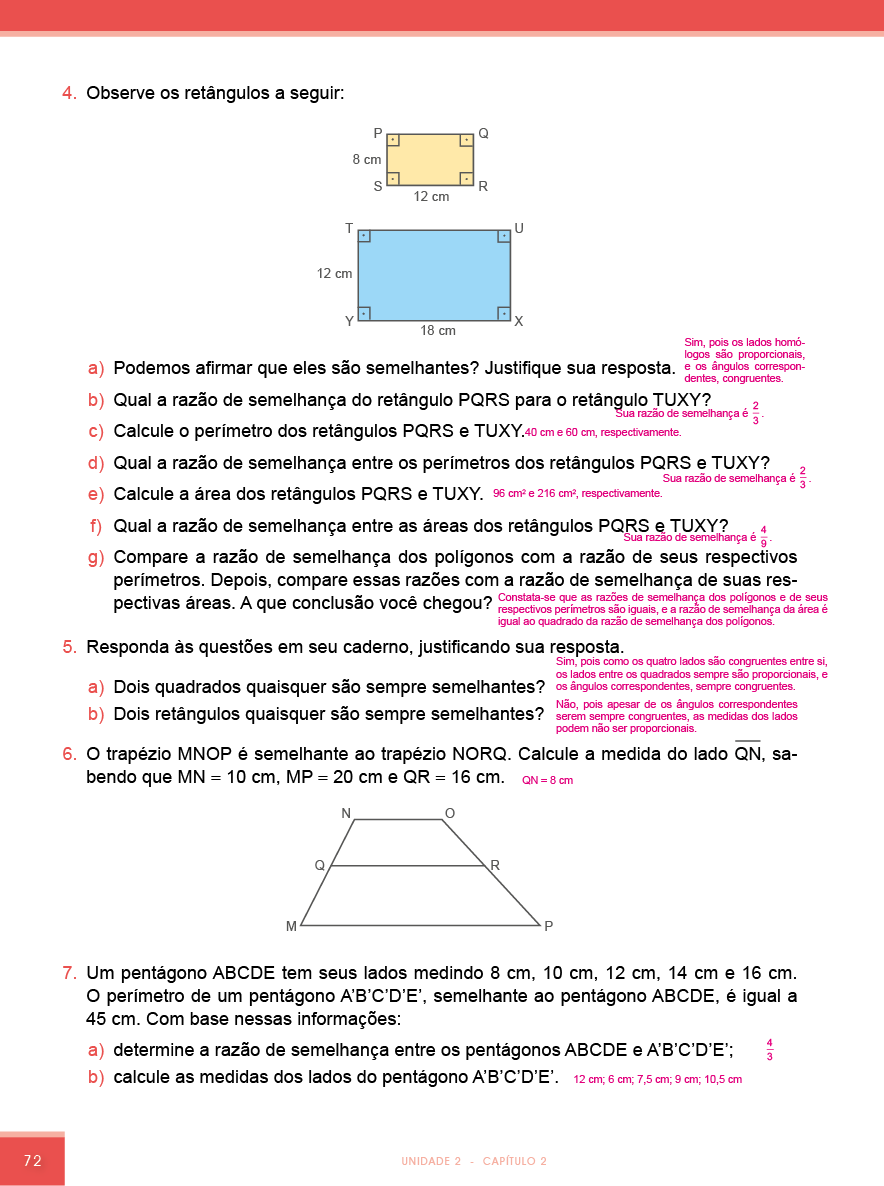 4. Observe os retângulos a seguir:
P Q
8 cm
S R
12 cm
T U
12 cm
Y X
18 cm
a) Podemos afirmar que eles são semelhantes? Justifique sua resposta.
Sim, pois os lados homó-
logos são proporcionais,
e os ângulos correspon-
dentes, congruentes.
b) Qual a razão de semelhança do retângulo PQRS para o retângulo TUXY?
Sua razão de semelhança é 2/3.
c) Calcule o perímetro dos retângulos PQRS e TUXY. 40 cm e 60 cm, respectivamente.
d) Qual a razão de semelhança entre os perímetros dos retângulos PQRS e TUXY?
Sua razão de semelhança é 2/3.
e) Calcule a área dos retângulos PQRS e TUXY. 96 cm² e 216 cm², respectivamente.
f) Qual a razão de semelhança entre as áreas dos retângulos PQRS e TUXY?
Sua razão de semelhança é 4/9.
g) Compare a razão de semelhança dos polígonos com a razão de seus respectivos
perímetros. Depois, compare essas razões com a razão de semelhança de suas res-
pectivas áreas. A que conclusão você chegou?
Constata-se que as razões de semelhança dos polígonos e de seus
respectivos perímetros são iguais, e a razão de semelhança da área é
igual ao quadrado da razão de semelhança dos polígonos.
5. Responda às questões em seu caderno, justificando sua resposta.
a) Dois quadrados quaisquer são sempre semelhantes?
Sim, pois como os quatro lados são congruentes entre si,
os lados entre os quadrados sempre são proporcionais, e
os ângulos correspondentes, sempre congruentes.
b) Dois retângulos quaisquer são sempre semelhantes?
Não, pois apesar de os ângulos correspondentes
serem sempre congruentes, as medidas dos lados
podem não ser proporcionais.
6. O trapézio MNOP é semelhante ao trapézio NORQ. Calcule a medida do lado Q̅N̅, sa-
bendo que MN = 10 cm, MP = 20 cm e QR = 16 cm. QN = 8 cm
N O
Q R
M P
7. Um pentágono ABCDE tem seus lados medindo 8 cm, 10 cm, 12 cm, 14 cm e 16 cm.
O perímetro de um pentágono A’B’C’D’E’, semelhante ao pentágono ABCDE, é igual a
45 cm. Com base nessas informações:
a) determine a razão de semelhança entre os pentágonos ABCDE e A’B’C’D’E’; 4/3
b) calcule as medidas dos lados do pentágono A’B’C’D’E’. 12 cm; 6 cm; 7,5 cm; 9 cm; 10,5 cm
72
UNIDADE 2 - CAPÍTULO 2